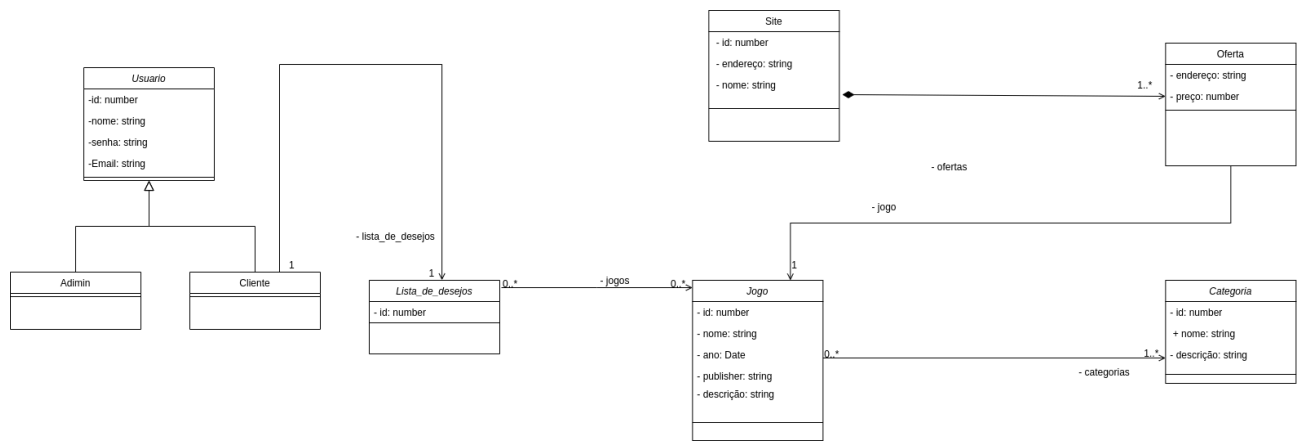 Site
- id: number
- endereço: string
- nome: string
Oferta
- endereço: string
- preço: number
1..*
- ofertas
- jogo
1
Usuario
-id: number
-nome: string
-senha: string
-Email: string
Adimin
Cliente
1
- lista_de_desejos
1
Lista_de_desejos
- id: number
0..*
- jogos
0..*
Jogo
- id: number
- nome: string
- ano: Date
- publisher: string
- descrição: string
0..*
1..*
- categorias
Categoria
- id: number
+ nome: string
- descrição: string